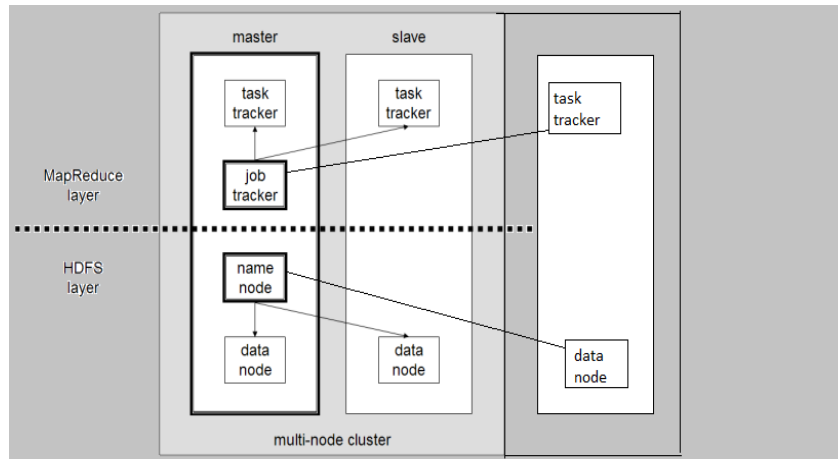 master
slave
task
tracker
task
tracker
task
tracker
MapReduce
layer
job
tracker
HDFS
layer
name
node
data
node
data
node
data
node
multi-node cluster